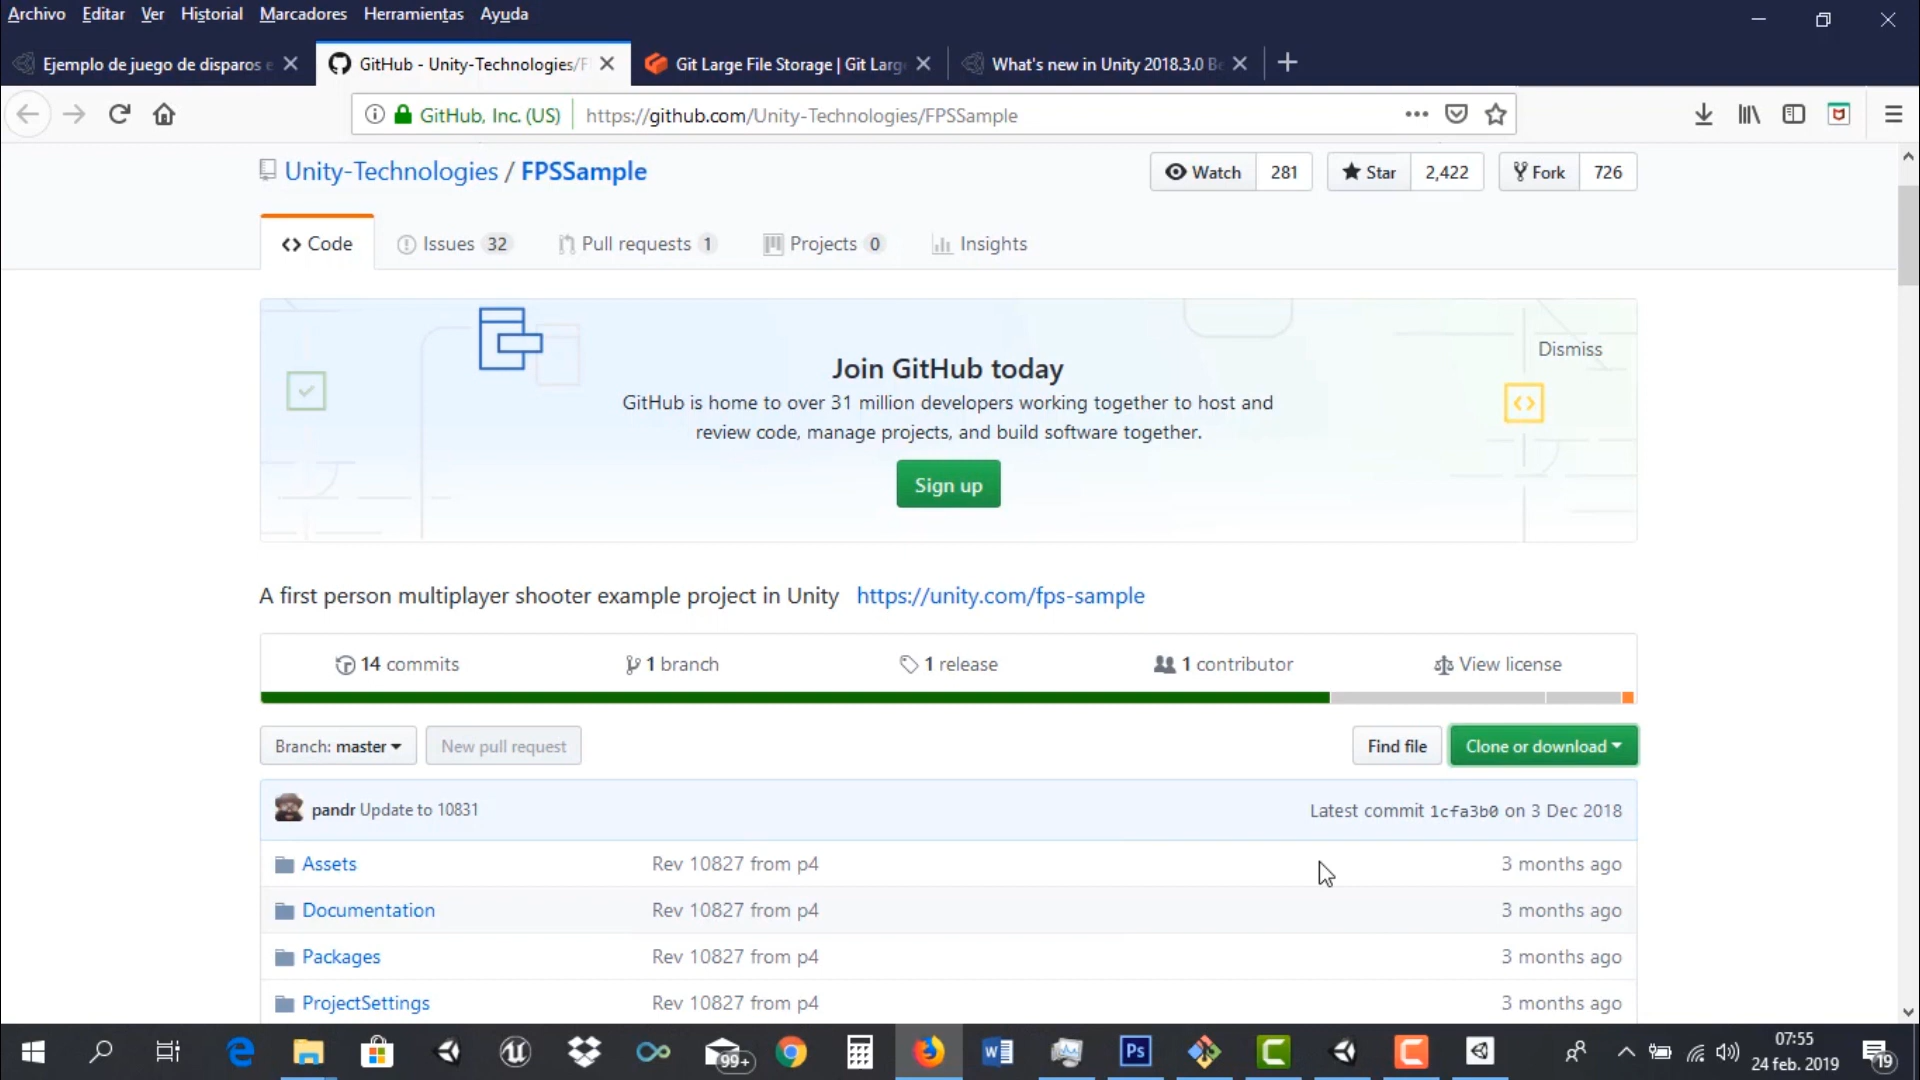 Archivo Editar Ver Historial Marcadores Herramientas Ayuda
Ejemplo de juego de disparos e
GitHub - Unity-Technologies/F
Git Large File Storage | Git Larg
What's new in Unity 2018.3.0 Be
GitHub, Inc. (US) https://github.com/Unity-Technologies/FPSSample
Unity-Technologies / FPSSample
Watch 281 Star 2,422 Fork 726
Code Issues 32 Pull requests 1 Projects 0 Insights
Dismiss
Join GitHub today
GitHub is home to over 31 million developers working together to host and
review code, manage projects, and build software together.
Sign up
A first person multiplayer shooter example project in Unity https://unity.com/fps-sample
14 commits 1 branch 1 release 1 contributor View license
Branch: master New pull request Find file Clone or download
pandr Update to 10831 Latest commit 1cfa3b0 on 3 Dec 2018
Assets Rev 10827 from p4 3 months ago
Documentation Rev 10827 from p4 3 months ago
Packages Rev 10827 from p4 3 months ago
ProjectSettings Rev 10827 from p4 3 months ago
99+
Ps
07:55
24 feb. 2019
19